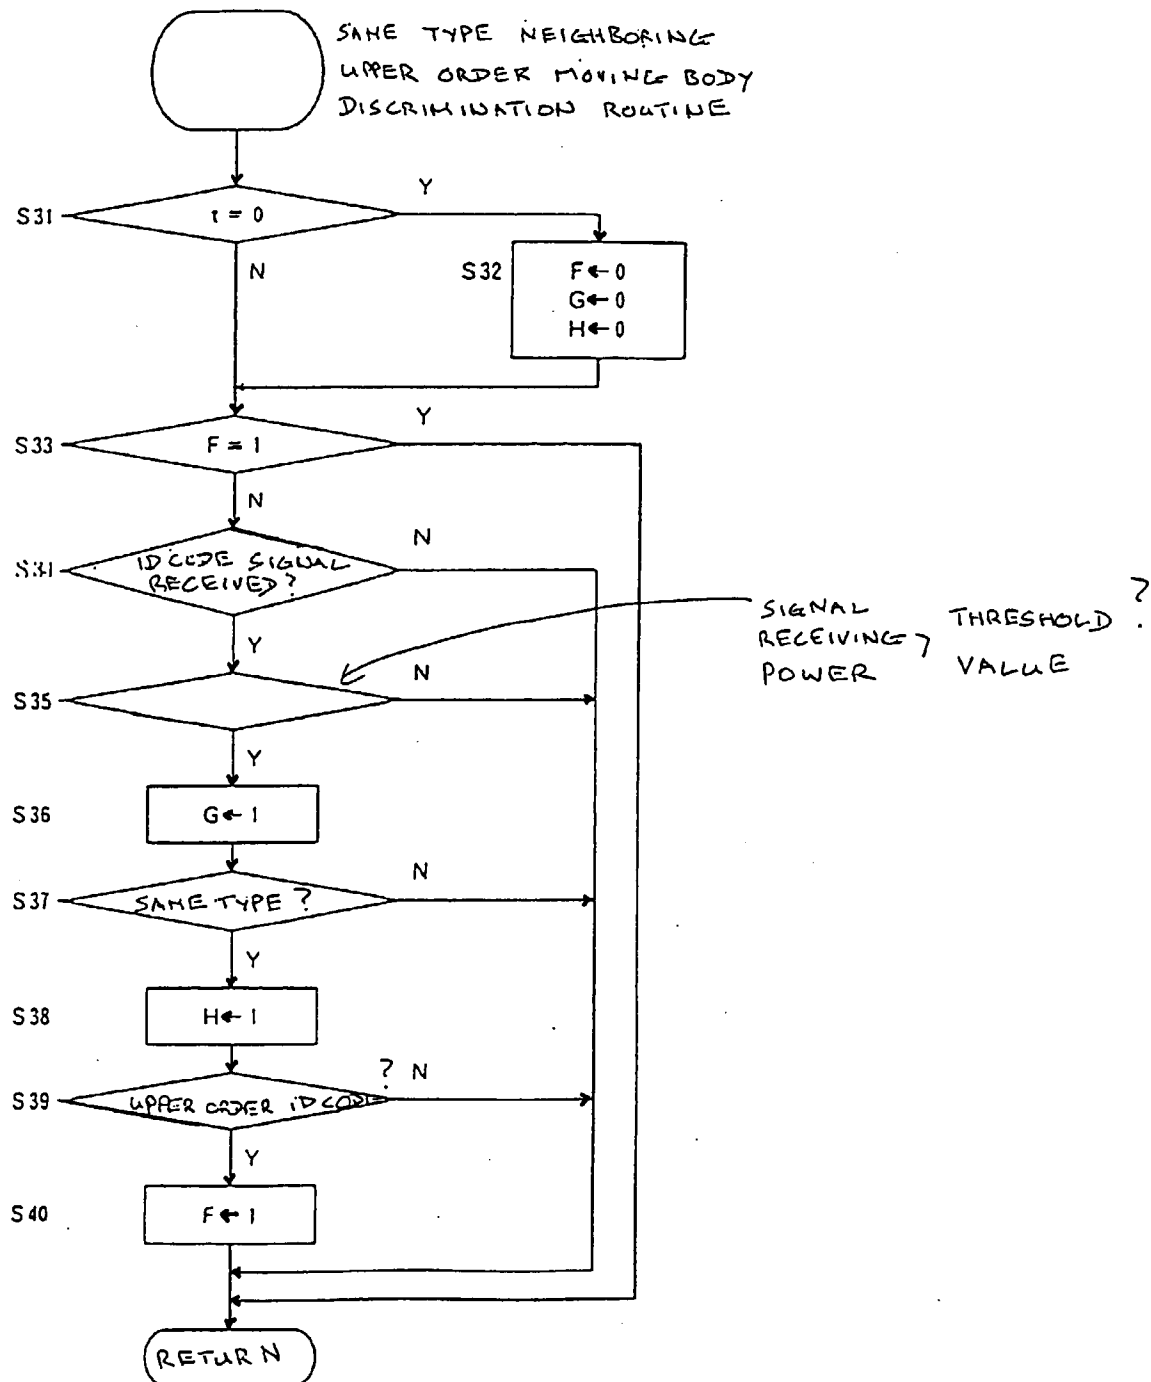 SAME TYPE NEIGHBORING
UPPER ORDER MOVING BODY
DISCRIMINATION ROUTINE
Y
S31
t = 0
N
S32
F←0
G←0
H←0
Y
S33
F = 1
N
N
S34
ID CODE SIGNAL
RECEIVED?
Y
SIGNAL
RECEIVING > THRESHOLD ?
POWER VALUE
N
S35
Y
S36
G←1
N
S37
SAME TYPE ?
Y
S38
H←1
? N
S39
UPPER ORDER ID CODE
Y
S40
F←1
RETURN